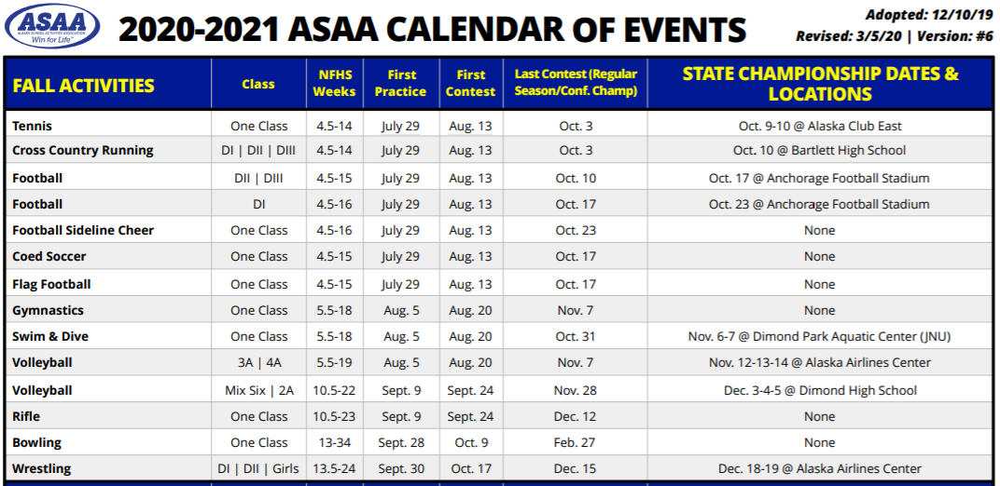 ASAA
ALASKA SCHOOL ACTIVITIES ASSOCIATION
Win for Life™
2020-2021 ASAA CALENDAR OF EVENTS
Adopted: 12/10/19
Revised: 3/5/20 | Version: #6
FALL ACTIVITIES Class NFHS Weeks First Practice First Contest Last Contest (Regular Season/Conf. Champ) STATE CHAMPIONSHIP DATES & LOCATIONS
Tennis One Class 4.5-14 July 29 Aug. 13 Oct. 3 Oct. 9-10 @ Alaska Club East
Cross Country Running DI | DII | DIII 4.5-14 July 29 Aug. 13 Oct. 3 Oct. 10 @ Bartlett High School
Football DII | DIII 4.5-15 July 29 Aug. 13 Oct. 10 Oct. 17 @ Anchorage Football Stadium
Football DI 4.5-16 July 29 Aug. 13 Oct. 17 Oct. 23 @ Anchorage Football Stadium
Football Sideline Cheer One Class 4.5-16 July 29 Aug. 13 Oct. 23 None
Coed Soccer One Class 4.5-15 July 29 Aug. 13 Oct. 17 None
Flag Football One Class 4.5-15 July 29 Aug. 13 Oct. 17 None
Gymnastics One Class 5.5-18 Aug. 5 Aug. 20 Nov. 7 None
Swim & Dive One Class 5.5-18 Aug. 5 Aug. 20 Oct. 31 Nov. 6-7 @ Dimond Park Aquatic Center (JNU)
Volleyball 3A | 4A 5.5-19 Aug. 5 Aug. 20 Nov. 7 Nov. 12-13-14 @ Alaska Airlines Center
Volleyball Mix Six | 2A 10.5-22 Sept. 9 Sept. 24 Nov. 28 Dec. 3-4-5 @ Dimond High School
Rifle One Class 10.5-23 Sept. 9 Sept. 24 Dec. 12 None
Bowling One Class 13-34 Sept. 28 Oct. 9 Feb. 27 None
Wrestling DI | DII | Girls 13.5-24 Sept. 30 Oct. 17 Dec. 15 Dec. 18-19 @ Alaska Airlines Center